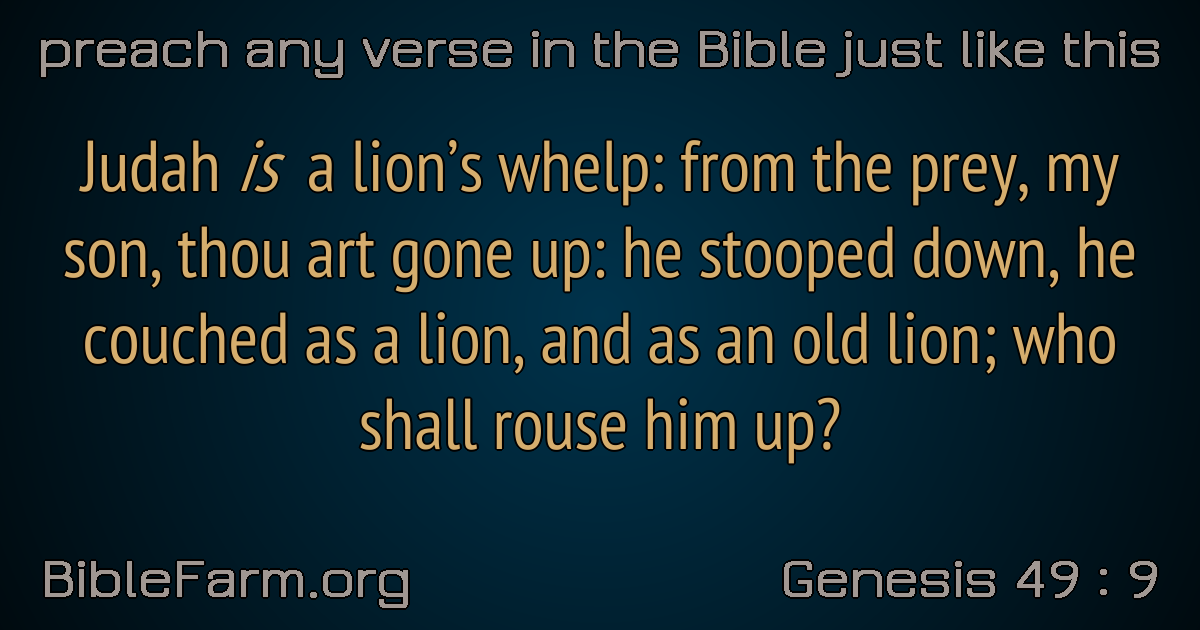 preach any verse in the Bible just like this
Judah is a lion’s whelp: from the prey, my
son, thou art gone up: he stooped down, he
couched as a lion, and as an old lion; who
shall rouse him up?
BibleFarm.org
Genesis 49 : 9